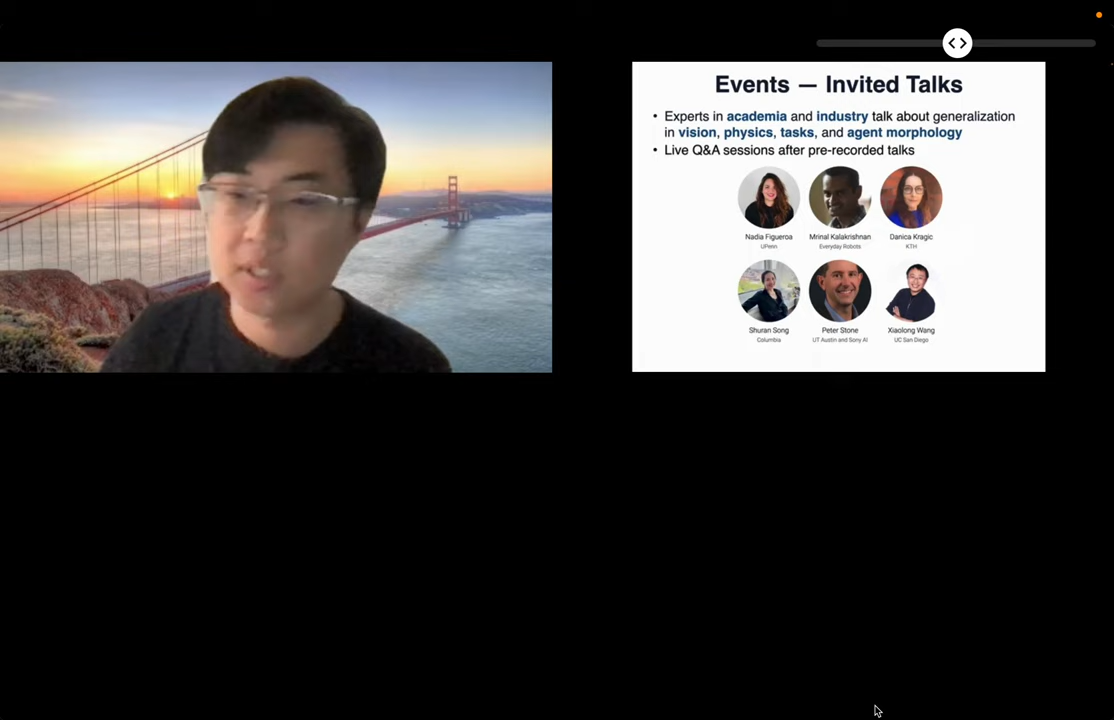 Events — Invited Talks
• Experts in academia and industry talk about generalization
in vision, physics, tasks, and agent morphology
• Live Q&A sessions after pre-recorded talks
Nadia Figueroa
UPenn
Mrinal Kalakrishnan
Everyday Robots
Danica Kragic
KTH
Shuran Song
Columbia
Peter Stone
UT Austin and Sony AI
Xiaolong Wang
UC San Diego